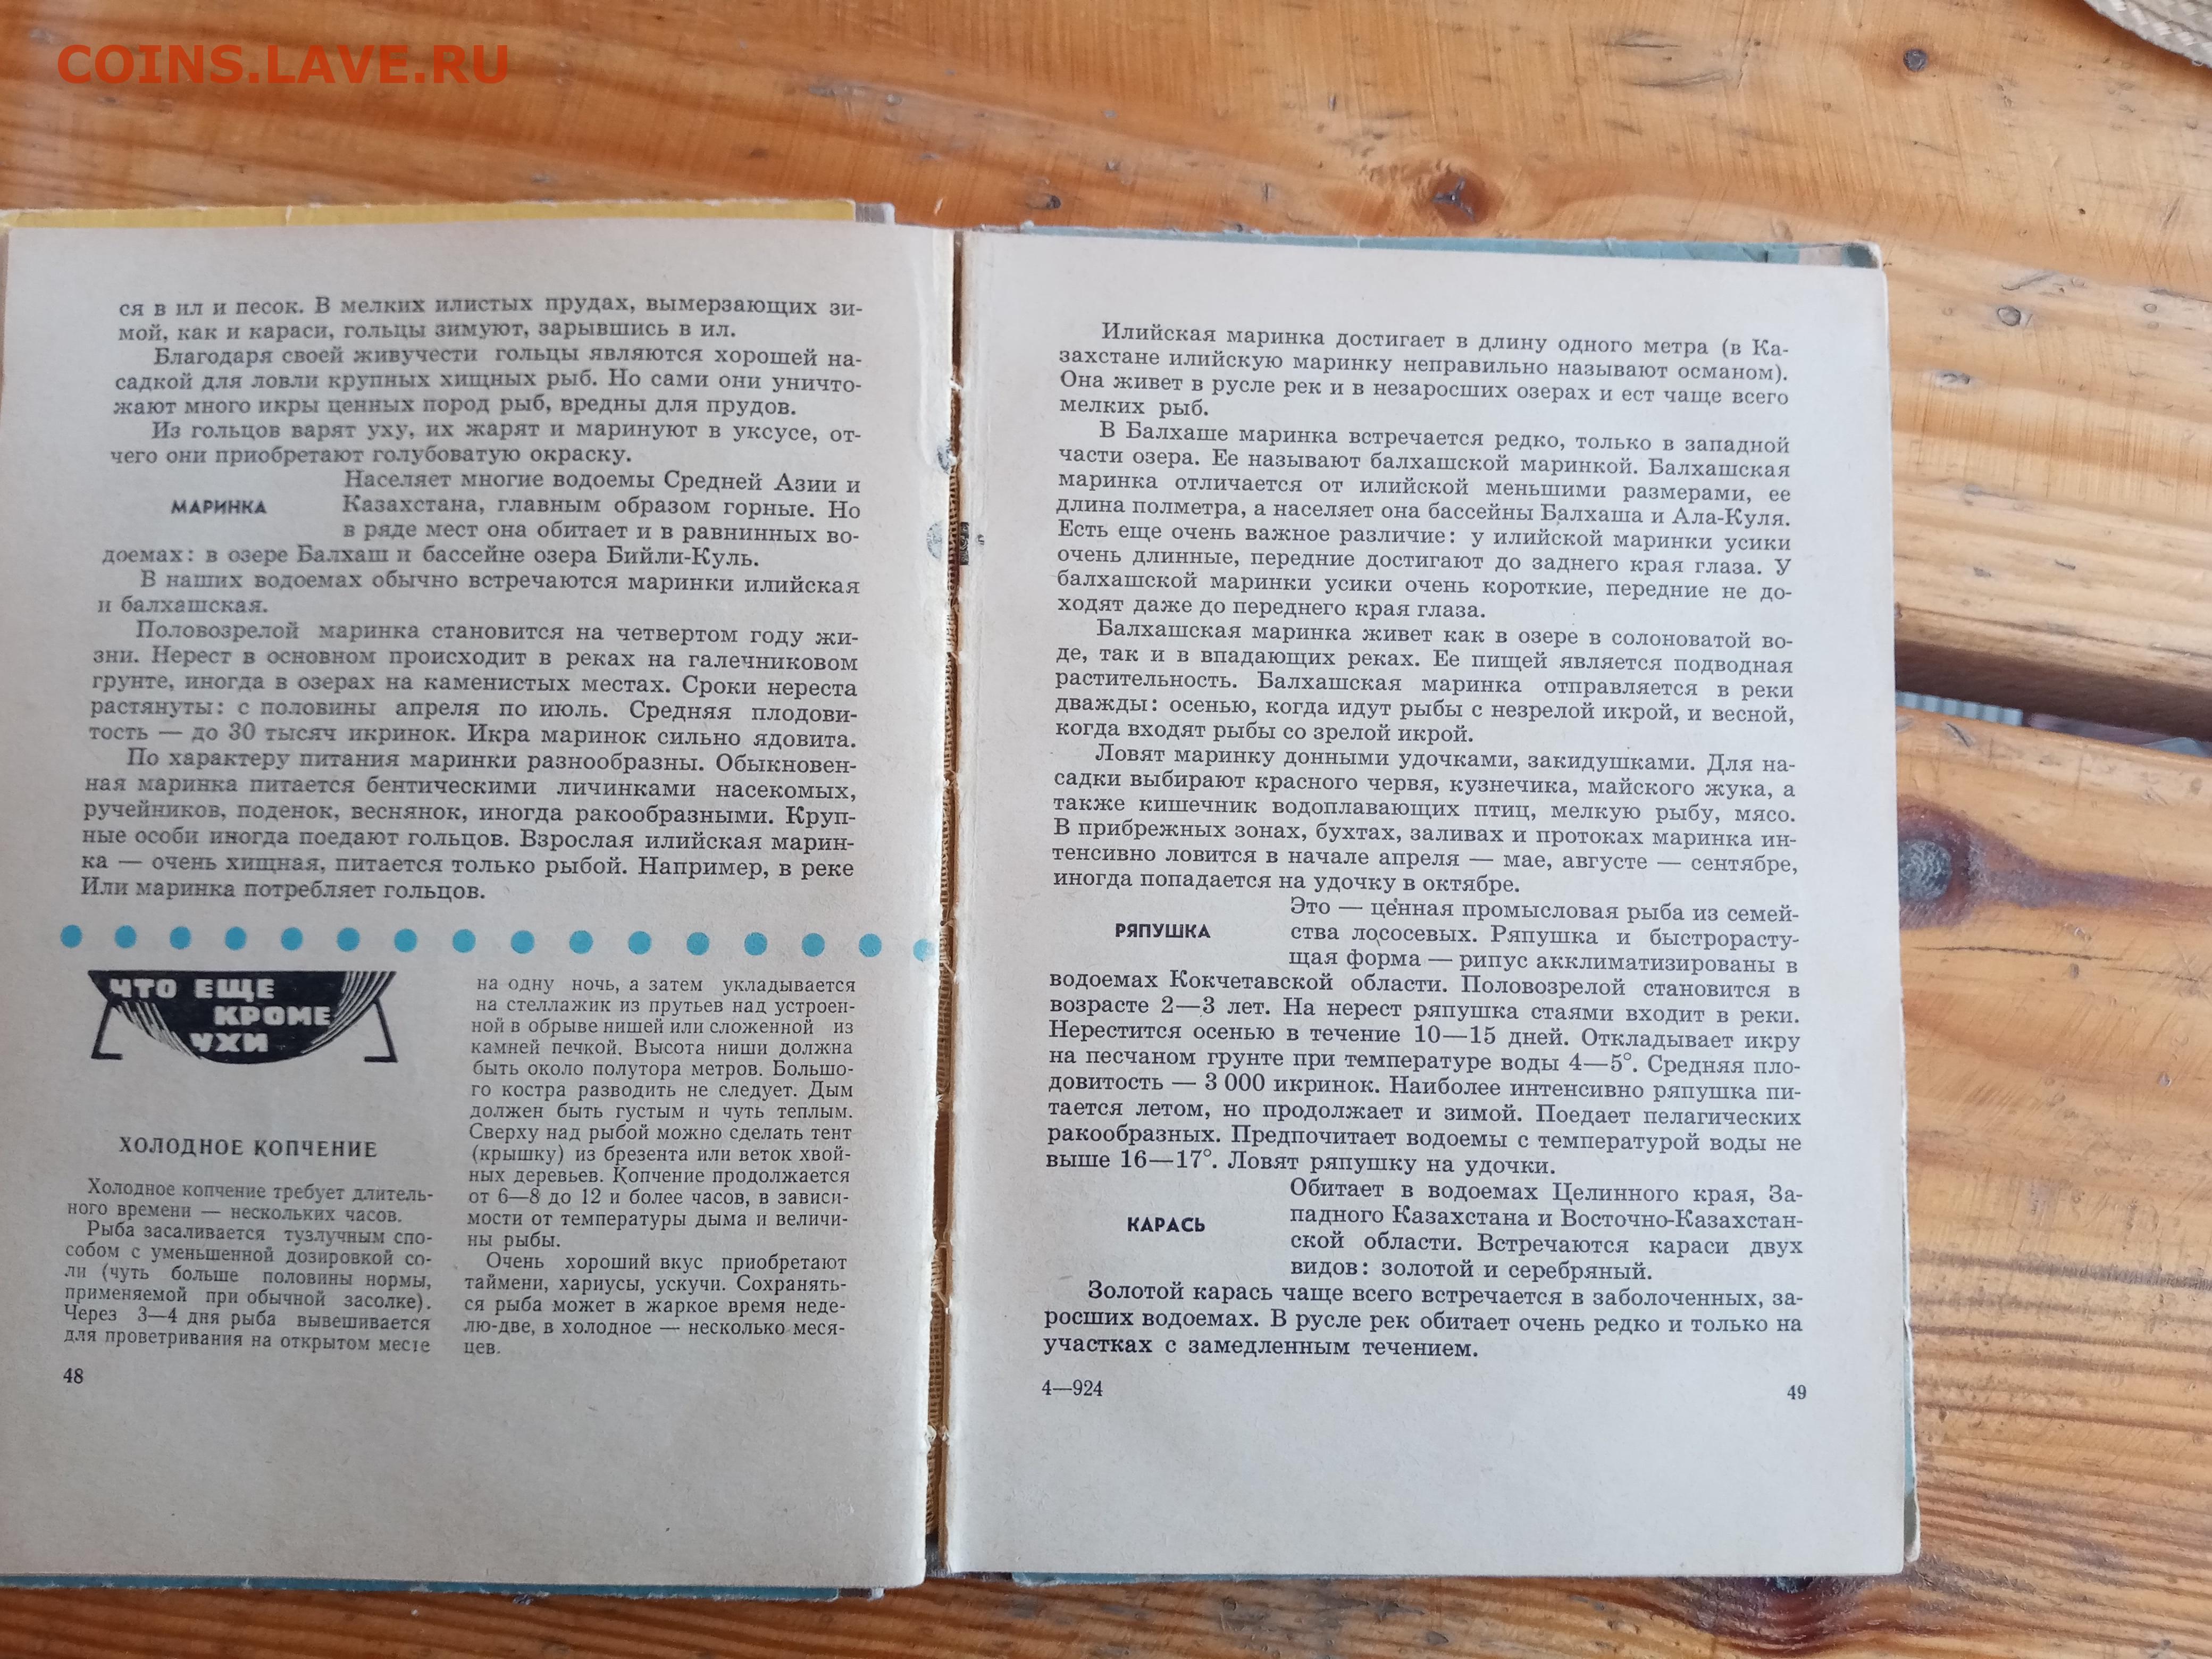 COINS.LAVE.RU
ся в ил и песок. В мелких илистых прудах, вымерзающих зи-
мой, как и караси, гольцы зимуют, зарывшись в ил.
Благодаря своей живучести гольцы являются хорошей на-
садкой для ловли крупных хищных рыб. Но сами они уничто-
жают много икры ценных пород рыб, вредны для прудов.
Из гольцов варят уху, их жарят и маринуют в уксусе, от-
чего они приобретают голубоватую окраску.
МАРИНКА
Населяет многие водоемы Средней Азии и
Казахстана, главным образом горные. Но
в ряде мест она обитает и в равнинных во-
доемах: в озере Балхаш и бассейне озера Бийли-Куль.
В наших водоемах обычно встречаются маринки илийская
и балхашская.
Половозрелой маринка становится на четвертом году жи-
зни. Нерест в основном происходит в реках на галечниковом
грунте, иногда в озерах на каменистых местах. Сроки нереста
растянуты: с половины апреля по июль. Средняя плодови-
тость — до 30 тысяч икринок. Икра маринок сильно ядовита.
По характеру питания маринки разнообразны. Обыкновен-
ная маринка питается бентическими личинками насекомых,
ручейников, поденок, веснянок, иногда ракообразными. Круп-
ные особи иногда поедают гольцов. Взрослая илийская марин-
ка — очень хищная, питается только рыбой. Например, в реке
Или маринка потребляет гольцов.
ЧТО ЕЩЕ
КРОМЕ
УХИ
ХОЛОДНОЕ КОПЧЕНИЕ
Холодное копчение требует длитель-
ного времени — нескольких часов.
Рыба засаливается тузлучным спо-
собом с уменьшенной дозировкой со-
ли (чуть больше половины нормы,
применяемой при обычной засолке).
Через 3—4 дня рыба вывешивается
для проветривания на открытом месте
на одну ночь, а затем укладывается
на стеллажик из прутьев над устроен-
ной в обрыве нишей или сложенной из
камней печкой. Высота ниши должна
быть около полутора метров. Большо-
го костра разводить не следует. Дым
должен быть густым и чуть теплым.
Сверху над рыбой можно сделать тент
(крышку) из брезента или веток хвой-
ных деревьев. Копчение продолжается
от 6—8 до 12 и более часов, в зависи-
мости от температуры дыма и величи-
ны рыбы.
Очень хороший вкус приобретают
таймени, хариусы, ускучи. Сохранять-
ся рыба может в жаркое время неде-
лю-две, в холодное — несколько меся-
цев.
48
Илийская маринка достигает в длину одного метра (в Ка-
захстане илийскую маринку неправильно называют османом).
Она живет в русле рек и в незаросших озерах и ест чаще всего
мелких рыб.
В Балхаше маринка встречается редко, только в западной
части озера. Ее называют балхашской маринкой. Балхашская
маринка отличается от илийской меньшими размерами, ее
длина полметра, а населяет она бассейны Балхаша и Ала-Куля.
Есть еще очень важное различие: у илийской маринки усики
очень длинные, передние достигают до заднего края глаза. У
балхашской маринки усики очень короткие, передние не до-
ходят даже до переднего края глаза.
Балхашская маринка живет как в озере в солоноватой во-
де, так и в впадающих реках. Ее пищей является подводная
растительность. Балхашская маринка отправляется в реки
дважды: осенью, когда идут рыбы с незрелой икрой, и весной,
когда входят рыбы со зрелой икрой.
Ловят маринку донными удочками, закидушками. Для на-
садки выбирают красного червя, кузнечика, майского жука, а
также кишечник водоплавающих птиц, мелкую рыбу, мясо.
В прибрежных зонах, бухтах, заливах и протоках маринка ин-
тенсивно ловится в начале апреля — мае, августе — сентябре,
иногда попадается на удочку в октябре.
РЯПУШКА
Это — ценная промысловая рыба из семей-
ства лососевых. Ряпушка и быстрорасту-
щая форма — рипус акклиматизированы в
водоемах Кокчетавской области. Половозрелой становится в
возрасте 2—3 лет. На нерест ряпушка стаями входит в реки.
Нерестится осенью в течение 10—15 дней. Откладывает икру
на песчаном грунте при температуре воды 4—5°. Средняя пло-
довитость — 3 000 икринок. Наиболее интенсивно ряпушка пи-
тается летом, но продолжает и зимой. Поедает пелагических
ракообразных. Предпочитает водоемы с температурой воды не
выше 16—17°. Ловят ряпушку на удочки.
КАРАСЬ
Обитает в водоемах Целинного края, За-
падного Казахстана и Восточно-Казахстан-
ской области. Встречаются караси двух
видов: золотой и серебряный.
Золотой карась чаще всего встречается в заболоченных, за-
росших водоемах. В русле рек обитает очень редко и только на
участках с замедленным течением.
4—924
49